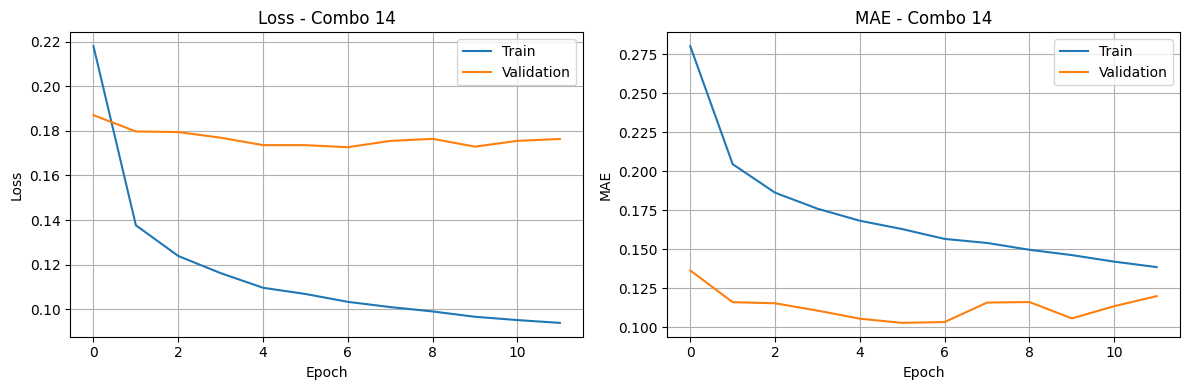 Loss - Combo 14
0.22
0.20
0.18
0.16
0.14
0.12
0.10
Loss
0 2 4 6 8 10
Epoch
Train
Validation
MAE - Combo 14
0.275
0.250
0.225
0.200
0.175
0.150
0.125
0.100
MAE
0 2 4 6 8 10
Epoch
Train
Validation